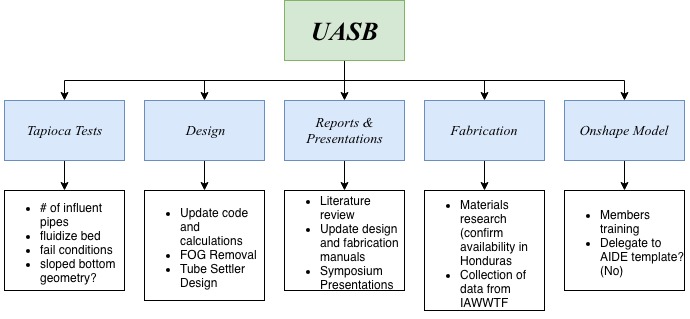 UASB
Tapioca Tests
Design
Reports &
Presentations
Fabrication
Onshape Model
# of influent
pipes
fluidize bed
fail conditions
sloped bottom
geometry?
Update code
and
calculations
FOG Removal
Tube Settler
Design
Literature
review
Update design
and fabrication
manuals
Symposium
Presentations
Materials
research
(confirm
availability in
Honduras
Collection of
data from
IAWWTF
Members
training
Delegate to
AIDE template?
(No)